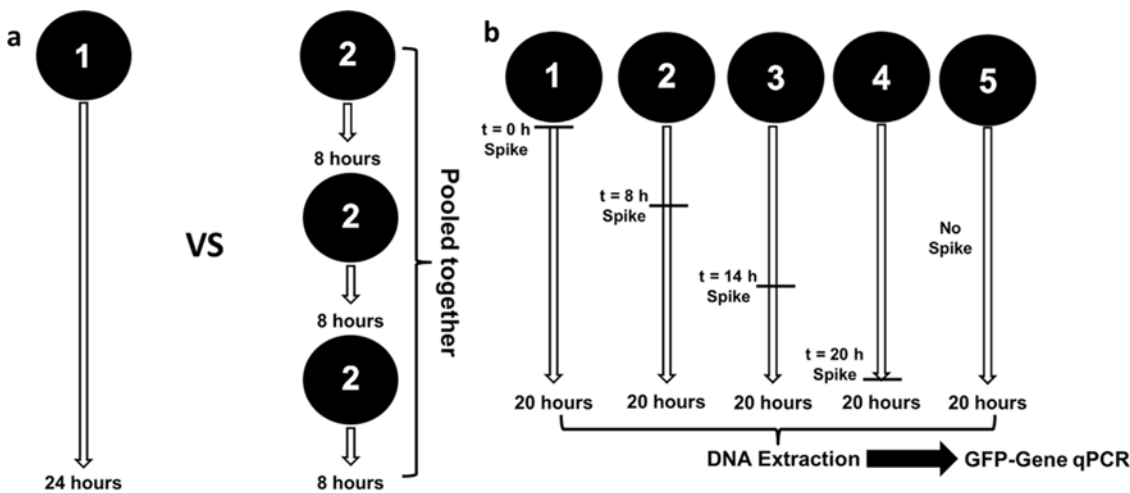 a
1
24 hours
VS
2
8 hours
2
8 hours
2
8 hours
Pooled together
b
1
2
3
4
5
t = 0 h
Spike
t = 8 h
Spike
t = 14 h
Spike
t = 20 h
Spike
No
Spike
20 hours
20 hours
20 hours
20 hours
20 hours
DNA Extraction
GFP-Gene qPCR